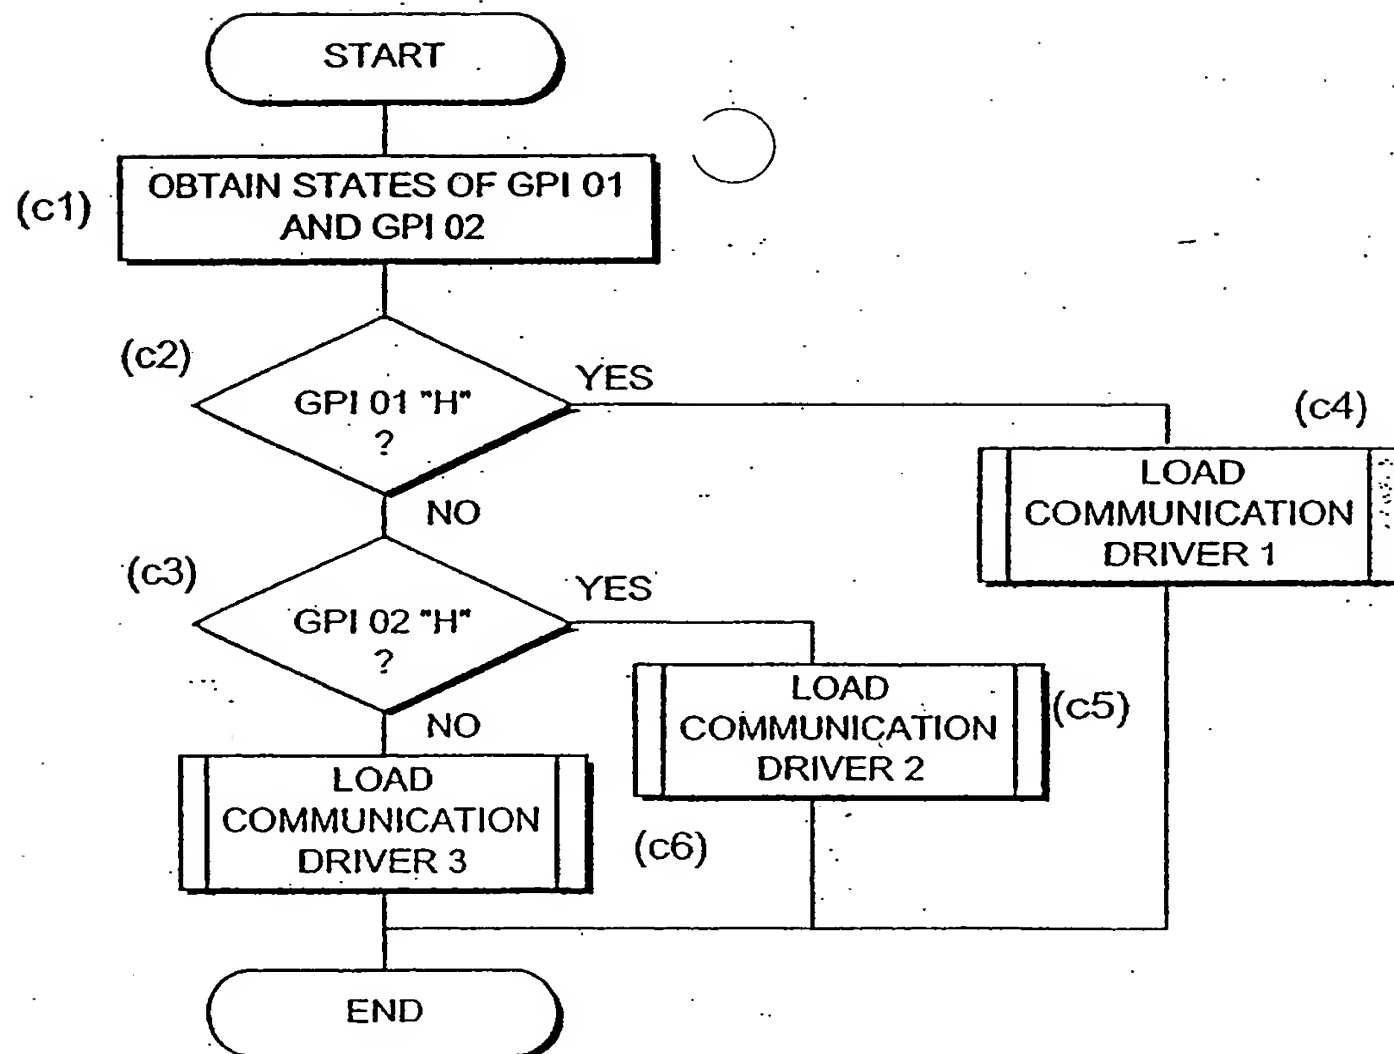 START
(c1)
OBTAIN STATES OF GPI 01
AND GPI 02
(c2)
GPI 01 "H"
?
YES
NO
(c4)
LOAD
COMMUNICATION
DRIVER 1
(c3)
GPI 02 "H"
?
YES
NO
LOAD
COMMUNICATION
DRIVER 2
(c5)
LOAD
COMMUNICATION
DRIVER 3
(c6)
END